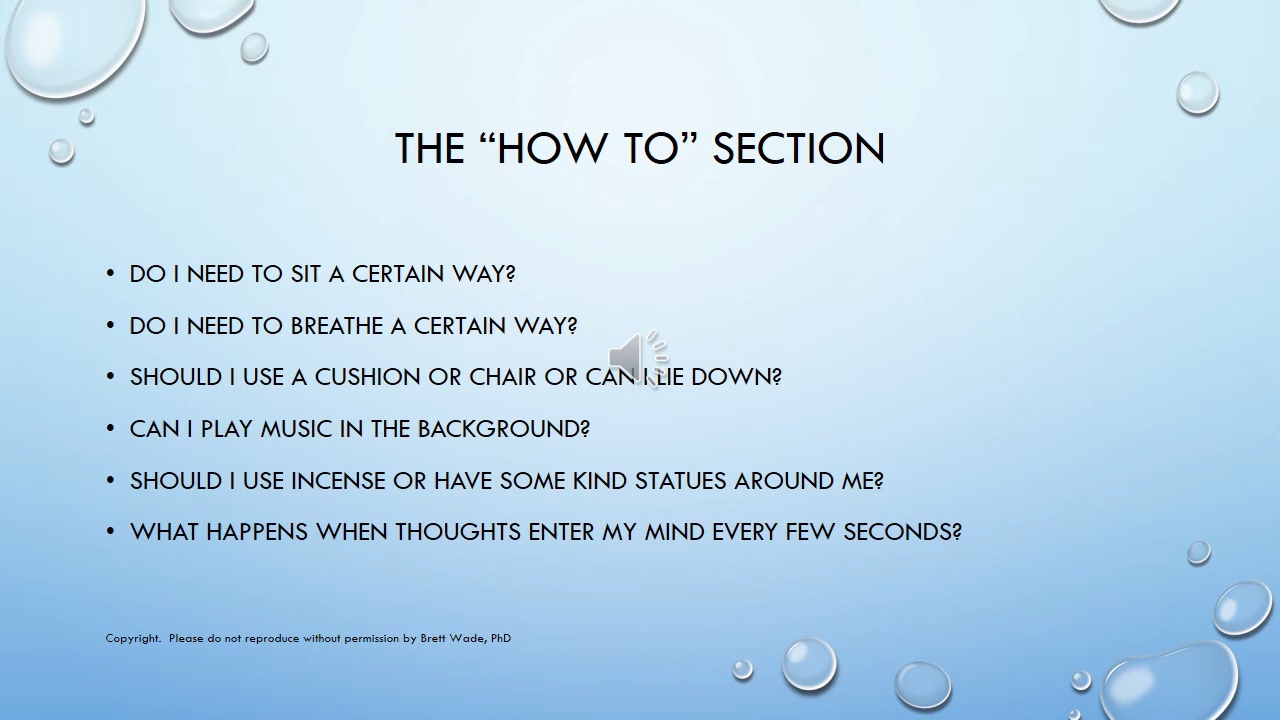 THE “HOW TO” SECTION
• DO I NEED TO SIT A CERTAIN WAY?
• DO I NEED TO BREATHE A CERTAIN WAY?
• SHOULD I USE A CUSHION OR CHAIR OR CAN I LIE DOWN?
• CAN I PLAY MUSIC IN THE BACKGROUND?
• SHOULD I USE INCENSE OR HAVE SOME KIND STATUES AROUND ME?
• WHAT HAPPENS WHEN THOUGHTS ENTER MY MIND EVERY FEW SECONDS?
Copyright.  Please do not reproduce without permission by Brett Wade, PhD